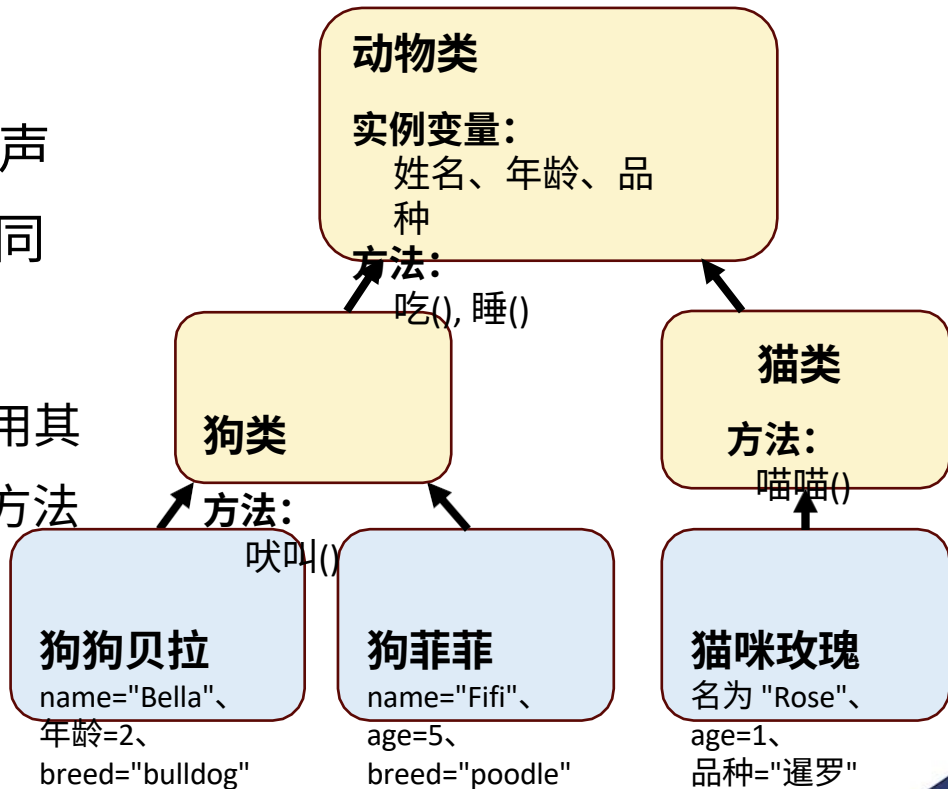 声
同
用其
方法
动物类
实例变量：
姓名、年龄、品
种
方法：
吃(), 睡()
狗类
方法：
吠叫()
猫类
方法：
喵喵()
狗狗贝拉
name="Bella"、
年龄=2、
breed="bulldog"
狗菲菲
name="Fifi"、
age=5、
breed="poodle"
猫咪玫瑰
名为 "Rose"、
age=1、
品种="暹罗"